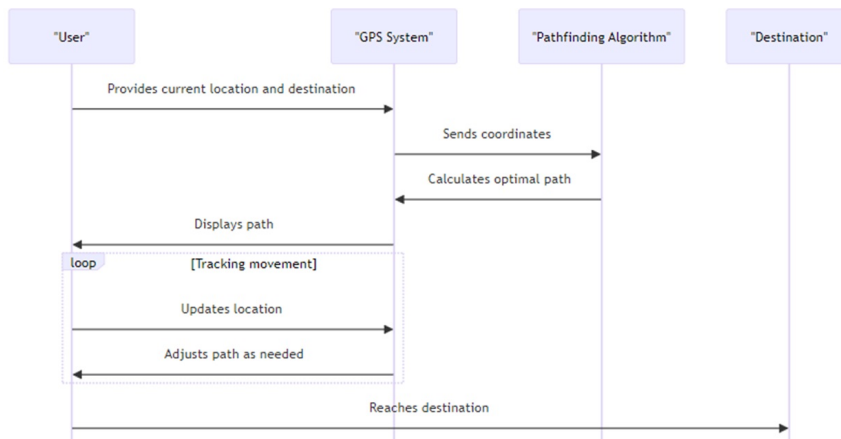 "User"
"GPS System"
"Pathfinding Algorithm"
"Destination"
Provides current location and destination
Sends coordinates
Calculates optimal path
Displays path
loop
[Tracking movement]
Updates location
Adjusts path as needed
Reaches destination